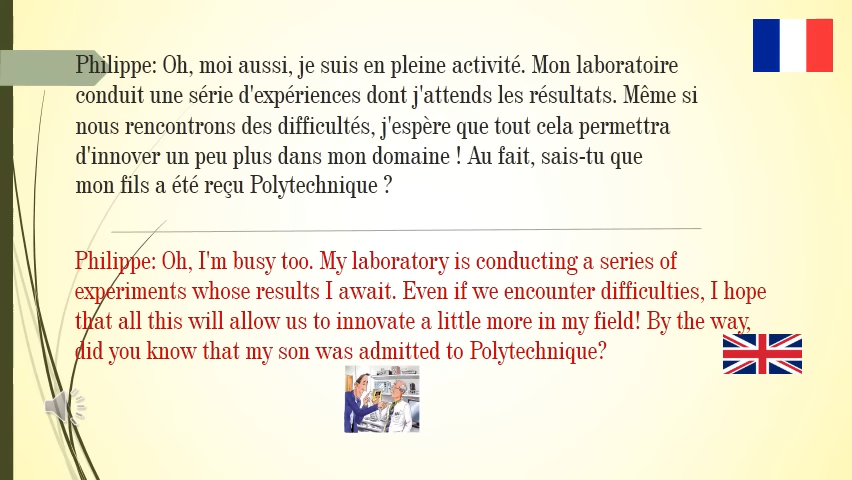 Philippe: Oh, moi aussi, je suis en pleine activité. Mon laboratoire
conduit une série d'expériences dont j'attends les résultats. Même si
nous rencontrons des difficultés, j'espère que tout cela permettra
d'innover un peu plus dans mon domaine ! Au fait, sais-tu que
mon fils a été reçu Polytechnique ?
Philippe: Oh, I'm busy too. My laboratory is conducting a series of
experiments whose results I await. Even if we encounter difficulties, I hope
that all this will allow us to innovate a little more in my field! By the way,
did you know that my son was admitted to Polytechnique?